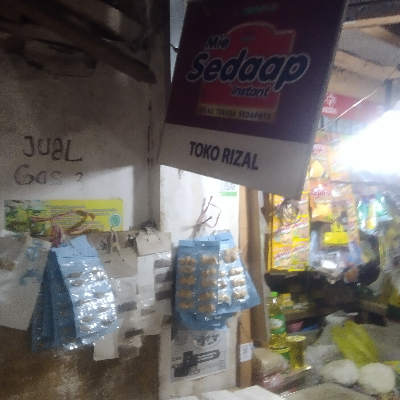 Mie
Sedaap
instant
TOKO RIZAL
JUAL
Gas